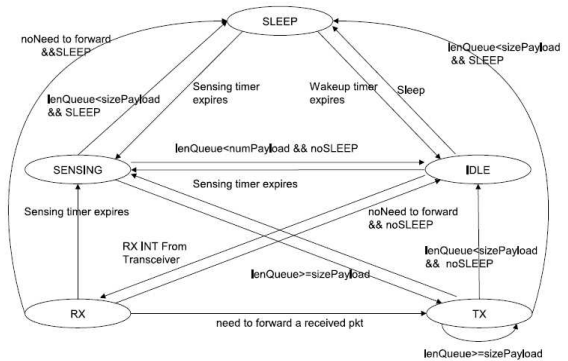 SLEEP
noNeed to forward
&&SLEEP
lenQueue<sizePayload
&& SLEEP
lenQueue<sizePayload
&& SLEEP
Sensing timer
expires
Wakeup timer
expires
Sleep
lenQueue<numPayload && noSLEEP
SENSING
IDLE
Sensing timer expires
Sensing timer expires
noNeed to forward
&& noSLEEP
RX INT From
Transceiver
lenQueue<sizePayload
&& noSLEEP
lenQueue>=sizePayload
RX
TX
need to forward a received pkt
lenQueue>=sizePayload